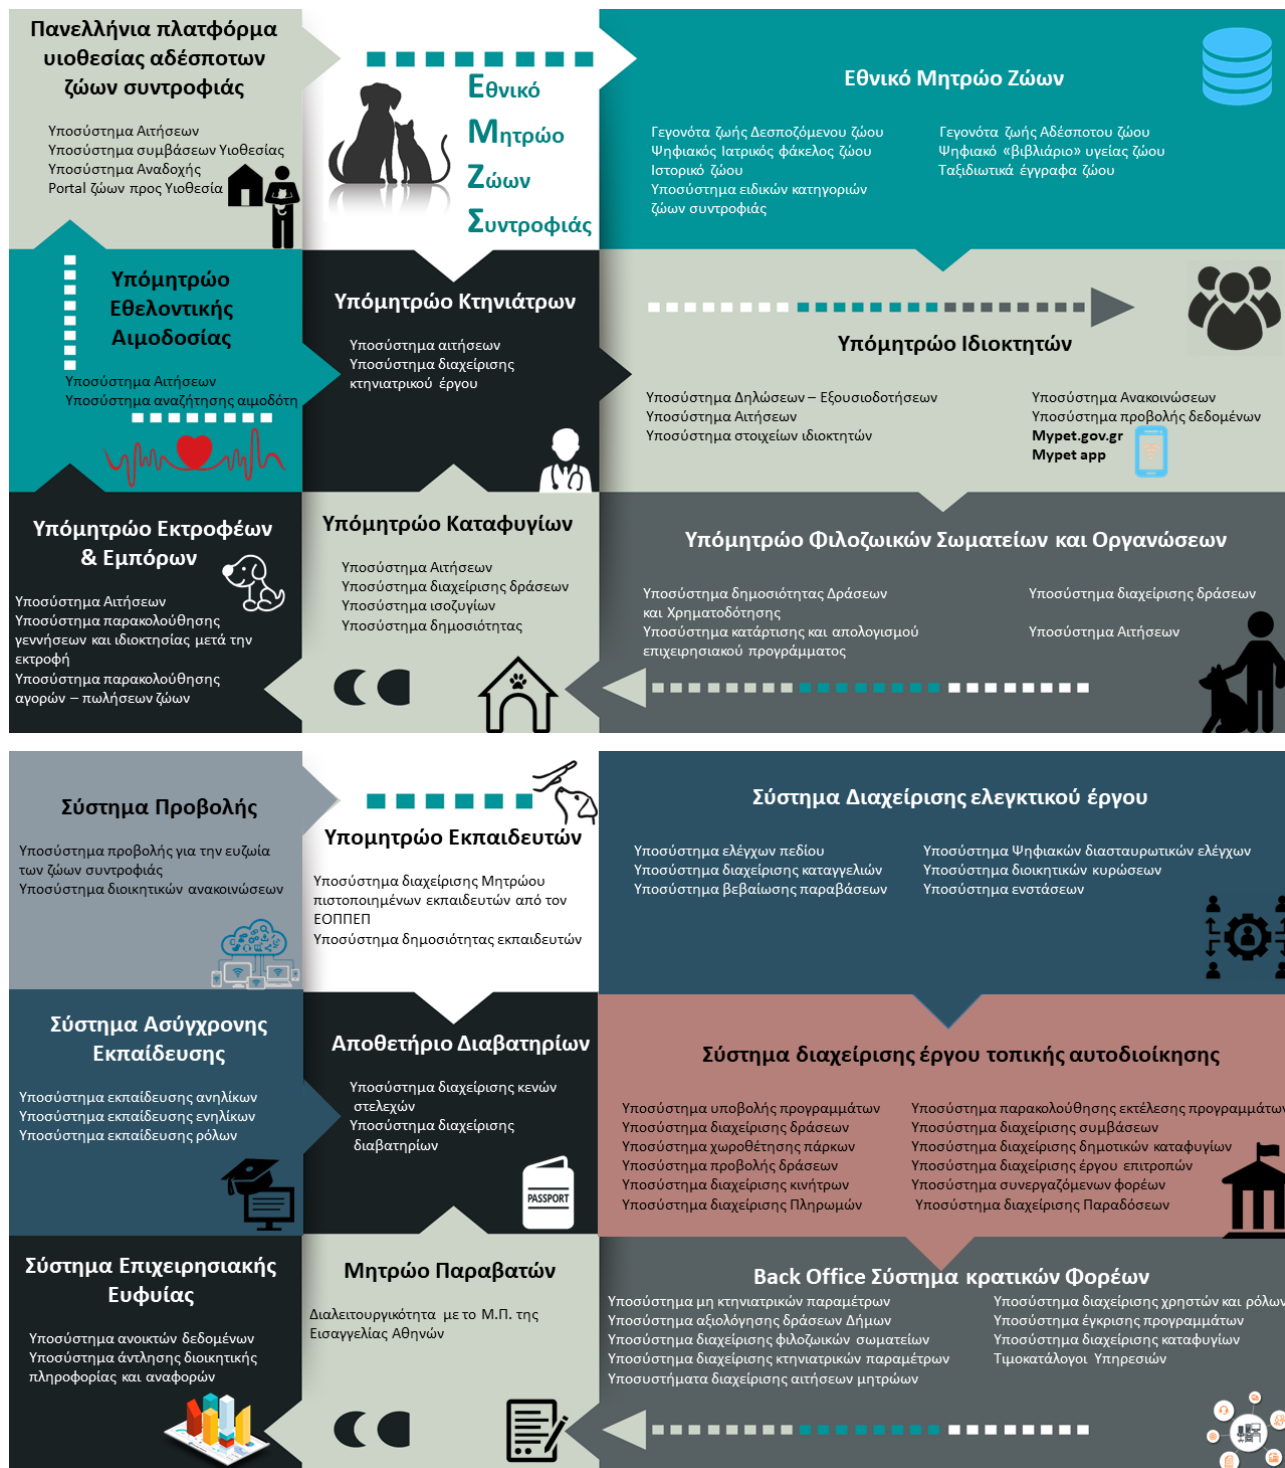 Πανελλήνια πλατφόρμα
υιοθεσίας αδέσποτων
ζώων συντροφιάς
Υποσύστημα Αιτήσεων
Υποσύστημα συμβάσεων Υιοθεσίας
Υποσύστημα Αναδοχής
Portal ζώων προς Υιοθεσία
Εθνικό
Μητρώο
Ζώων
Συντροφιάς
Εθνικό Μητρώο Ζώων
Γεγονότα ζωής Δεσποζόμενου ζώου
Ψηφιακός Ιατρικός φάκελος ζώου
Ιστορικό ζώου
Υποσύστημα ειδικών κατηγοριών
ζώων συντροφιάς
Γεγονότα ζωής Αδέσποτου ζώου
Ψηφιακό «βιβλιάριο» υγείας ζώου
Ταξιδιωτικά έγγραφα ζώου
Υπόμητρώο
Εθελοντικής
Αιμοδοσίας
Υποσύστημα Αιτήσεων
Υποσύστημα αναζήτησης αιμοδότη
Υπόμητρώο Κτηνιάτρων
Υποσύστημα αιτήσεων
Υποσύστημα διαχείρισης
κτηνιατρικού έργου
Υπόμητρώο Ιδιοκτητών
Υποσύστημα Δηλώσεων – Εξουσιοδοτήσεων
Υποσύστημα Αιτήσεων
Υποσύστημα στοιχείων ιδιοκτητών
Υποσύστημα Ανακοινώσεων
Υποσύστημα προβολής δεδομένων
Mypet.gov.gr
Mypet app
Υπόμητρώο Εκτροφέων
& Εμπόρων
Υποσύστημα Αιτήσεων
Υποσύστημα παρακολούθησης
γεννήσεων και ιδιοκτησίας μετά την
εκτροφή
Υποσύστημα παρακολούθησης
αγορών – πωλήσεων ζώων
Υπόμητρώο Καταφυγίων
Υποσύστημα Αιτήσεων
Υποσύστημα διαχείρισης δράσεων
Υποσύστημα ισοζυγίων
Υποσύστημα δημοσιότητας
Υπόμητρώο Φιλοζωικών Σωματείων και Οργανώσεων
Υποσύστημα δημοσιότητας Δράσεων
και Χρηματοδότησης
Υποσύστημα κατάρτισης και απολογισμού
επιχειρησιακού προγράμματος
Υποσύστημα διαχείρισης δράσεων
Υποσύστημα Αιτήσεων
Σύστημα Προβολής
Υποσύστημα προβολής για την ευζωία
των ζώων συντροφιάς
Υποσύστημα διοικητικών ανακοινώσεων
Υπομητρώο Εκπαιδευτών
Υποσύστημα διαχείρισης Μητρώου
πιστοποιημένων εκπαιδευτών από τον
ΕΟΠΠΕΠ
Υποσύστημα δημοσιότητας εκπαιδευτών
Σύστημα Διαχείρισης ελεγκτικού έργου
Υποσύστημα ελέγχων πεδίου
Υποσύστημα διαχείρισης καταγγελιών
Υποσύστημα βεβαίωσης παραβάσεων
Υποσύστημα Ψηφιακών διασταυρωτικών ελέγχων
Υποσύστημα διοικητικών κυρώσεων
Υποσύστημα ενστάσεων
Σύστημα Ασύγχρονης
Εκπαίδευσης
Υποσύστημα εκπαίδευσης ανηλίκων
Υποσύστημα εκπαίδευσης ενηλίκων
Υποσύστημα εκπαίδευσης ρόλων
Αποθετήριο Διαβατηρίων
Υποσύστημα διαχείρισης κενών
στελεχών
Υποσύστημα διαχείρισης
διαβατηρίων
PASSPORT
Σύστημα διαχείρισης έργου τοπικής αυτοδιοίκησης
Υποσύστημα υποβολής προγραμμάτων
Υποσύστημα διαχείρισης δράσεων
Υποσύστημα χωροθέτησης πάρκων
Υποσύστημα προβολής δράσεων
Υποσύστημα διαχείρισης κινήτρων
Υποσύστημα διαχείρισης Πληρωμών
Υποσύστημα παρακολούθησης εκτέλεσης προγραμμάτων
Υποσύστημα διαχείρισης συμβάσεων
Υποσύστημα διαχείρισης δημοτικών καταφυγίων
Υποσύστημα διαχείρισης έργου επιτροπών
Υποσύστημα συνεργαζόμενων φορέων
Υποσύστημα διαχείρισης Παραδόσεων
Σύστημα Επιχειρησιακής
Ευφυίας
Υποσύστημα ανοικτών δεδομένων
Υποσύστημα άντλησης διοικητικής
πληροφορίας και αναφορών
Μητρώο Παραβατών
Διαλειτουργικότητα με το Μ.Π. της
Εισαγγελίας Αθηνών
Back Office Σύστημα κρατικών Φορέων
Υποσύστημα μη κτηνιατρικών παραμέτρων
Υποσύστημα αξιολόγησης δράσεων Δήμων
Υποσύστημα διαχείρισης φιλοζωικών σωματείων
Υποσύστημα διαχείρισης κτηνιατρικών παραμέτρων
Υποσυστήματα διαχείρισης αιτήσεων μητρώων
Υποσύστημα διαχείρισης χρηστών και ρόλων
Υποσύστημα έγκρισης προγραμμάτων
Υποσύστημα διαχείρισης καταφυγίων
Τιμοκατάλογοι Υπηρεσιών